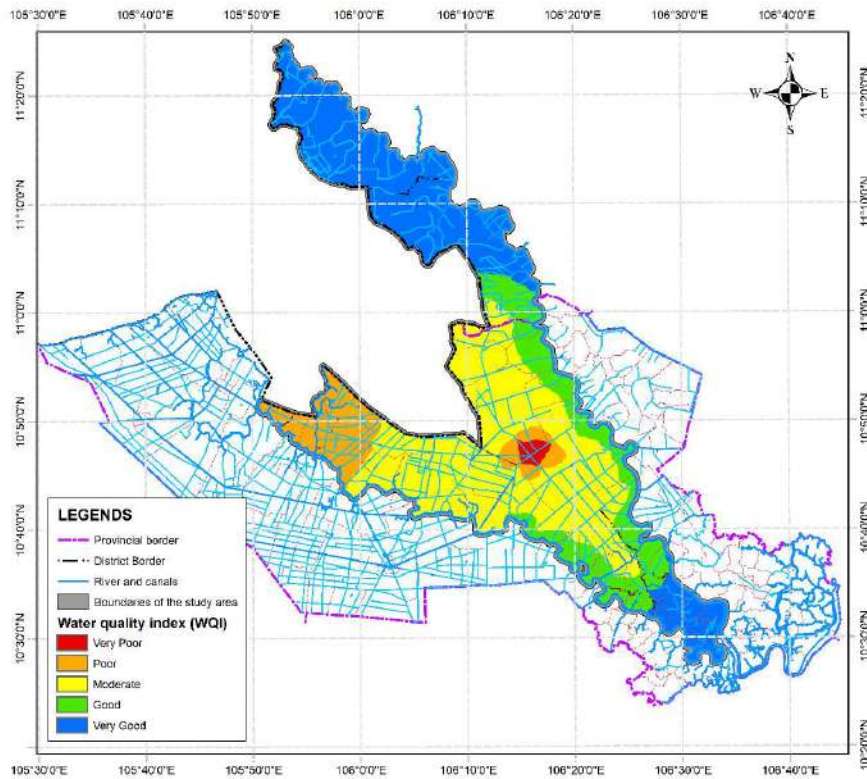 105°30'0"E 105°40'0"E 105°50'0"E 106°0'0"E 106°10'0"E 106°20'0"E 106°30'0"E 106°40'0"E
N
W E
S
11°20'0"N
11°10'0"N
11°0'0"N
10°50'0"N
10°40'0"N
10°30'0"N
LEGENDS
Provincial border
District Border
River and canals
Boundaries of the study area
Water quality index (WQI)
Very Poor
Poor
Moderate
Good
Very Good
105°30'0"E 105°40'0"E 105°50'0"E 106°0'0"E 106°10'0"E 106°20'0"E 106°30'0"E 106°40'0"E